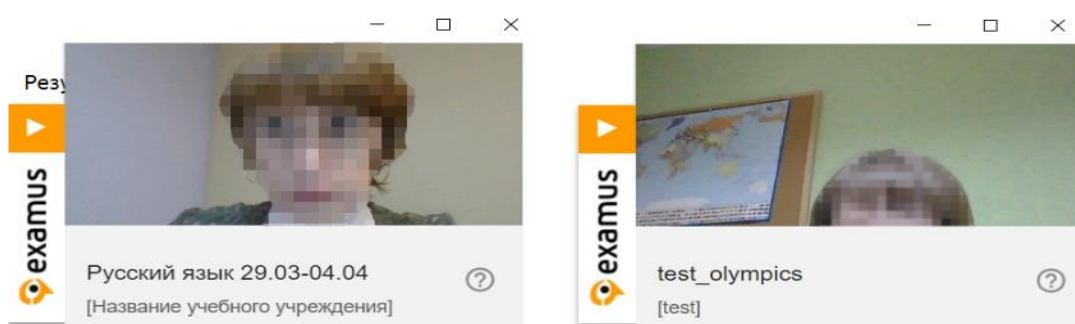 Резу
examus
Русский язык 29.03-04.04
[Название учебного учреждения]
examus
test_olympics
[test]